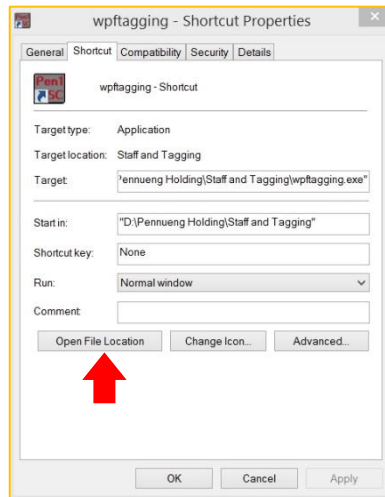 wpftagging - Shortcut Properties
General Shortcut Compatibility Security Details
Pen1
SC
wpftagging - Shortcut
Target type: Application
Target location: Staff and Tagging
Target: Pennueng Holding\Staff and Tagging\wpftagging.exe"
Start in: "D:\Pennueng Holding\Staff and Tagging"
Shortcut key: None
Run: Normal window
Comment:
Open File Location Change Icon... Advanced...
OK Cancel Apply